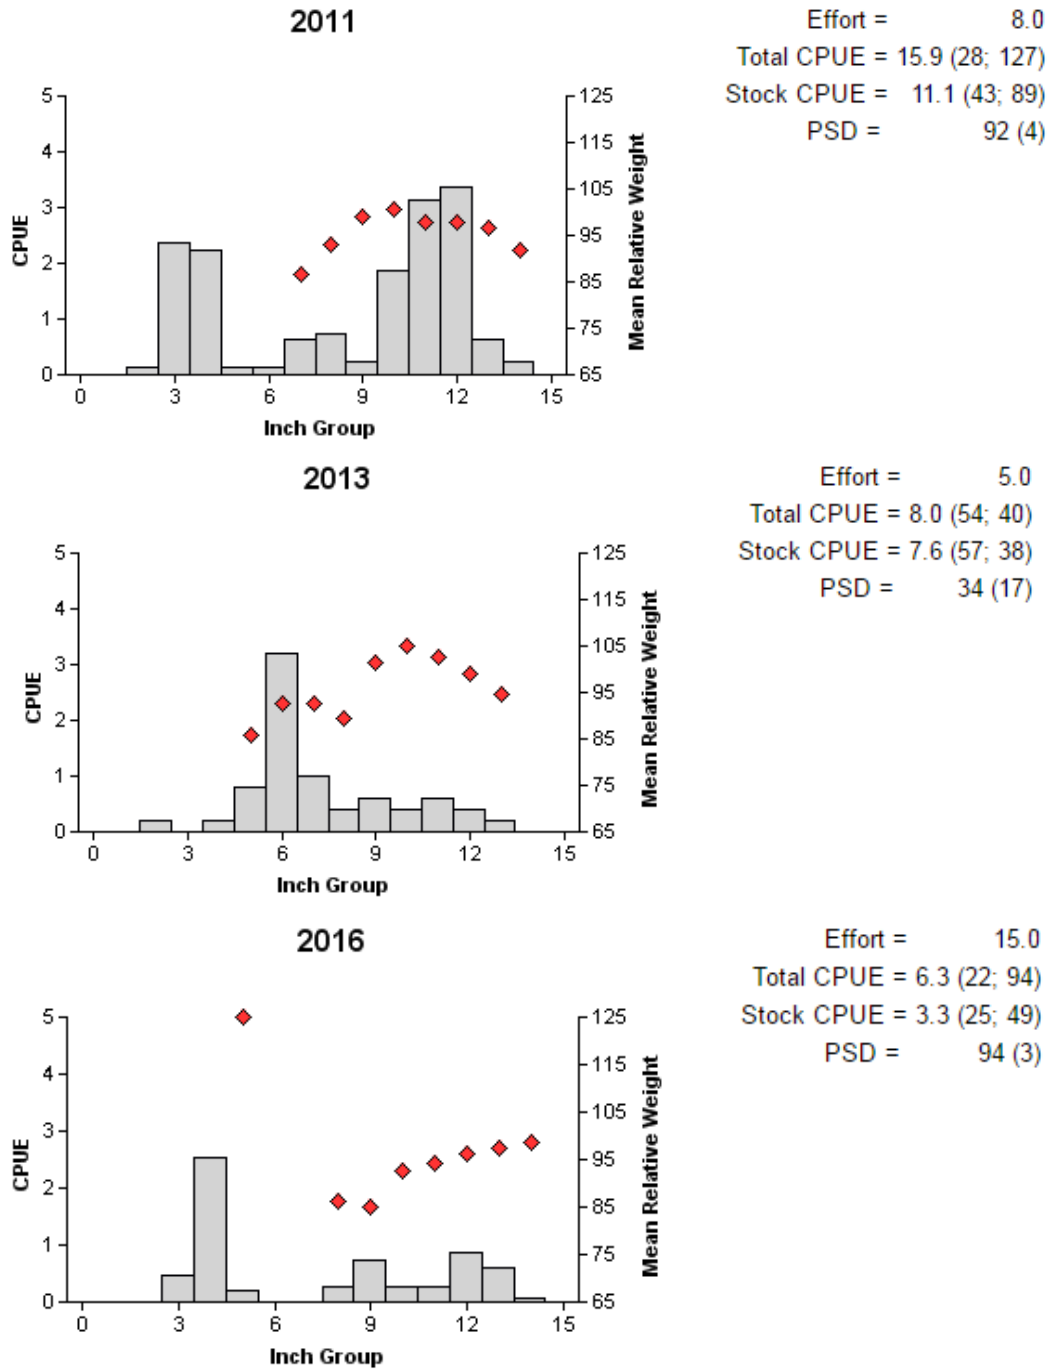 2011
Effort = 8.0
Total CPUE = 15.9 (28; 127)
Stock CPUE = 11.1 (43; 89)
PSD = 92 (4)
5
4
3
2
1
0
CPUE
125
115
105
95
85
75
65
Mean Relative Weight
0 3 6 9 12 15
Inch Group
2013
Effort = 5.0
Total CPUE = 8.0 (54; 40)
Stock CPUE = 7.6 (57; 38)
PSD = 34 (17)
5
4
3
2
1
0
CPUE
125
115
105
95
85
75
65
Mean Relative Weight
0 3 6 9 12 15
Inch Group
2016
Effort = 15.0
Total CPUE = 6.3 (22; 94)
Stock CPUE = 3.3 (25; 49)
PSD = 94 (3)
5
4
3
2
1
0
CPUE
125
115
105
95
85
75
65
Mean Relative Weight
0 3 6 9 12 15
Inch Group